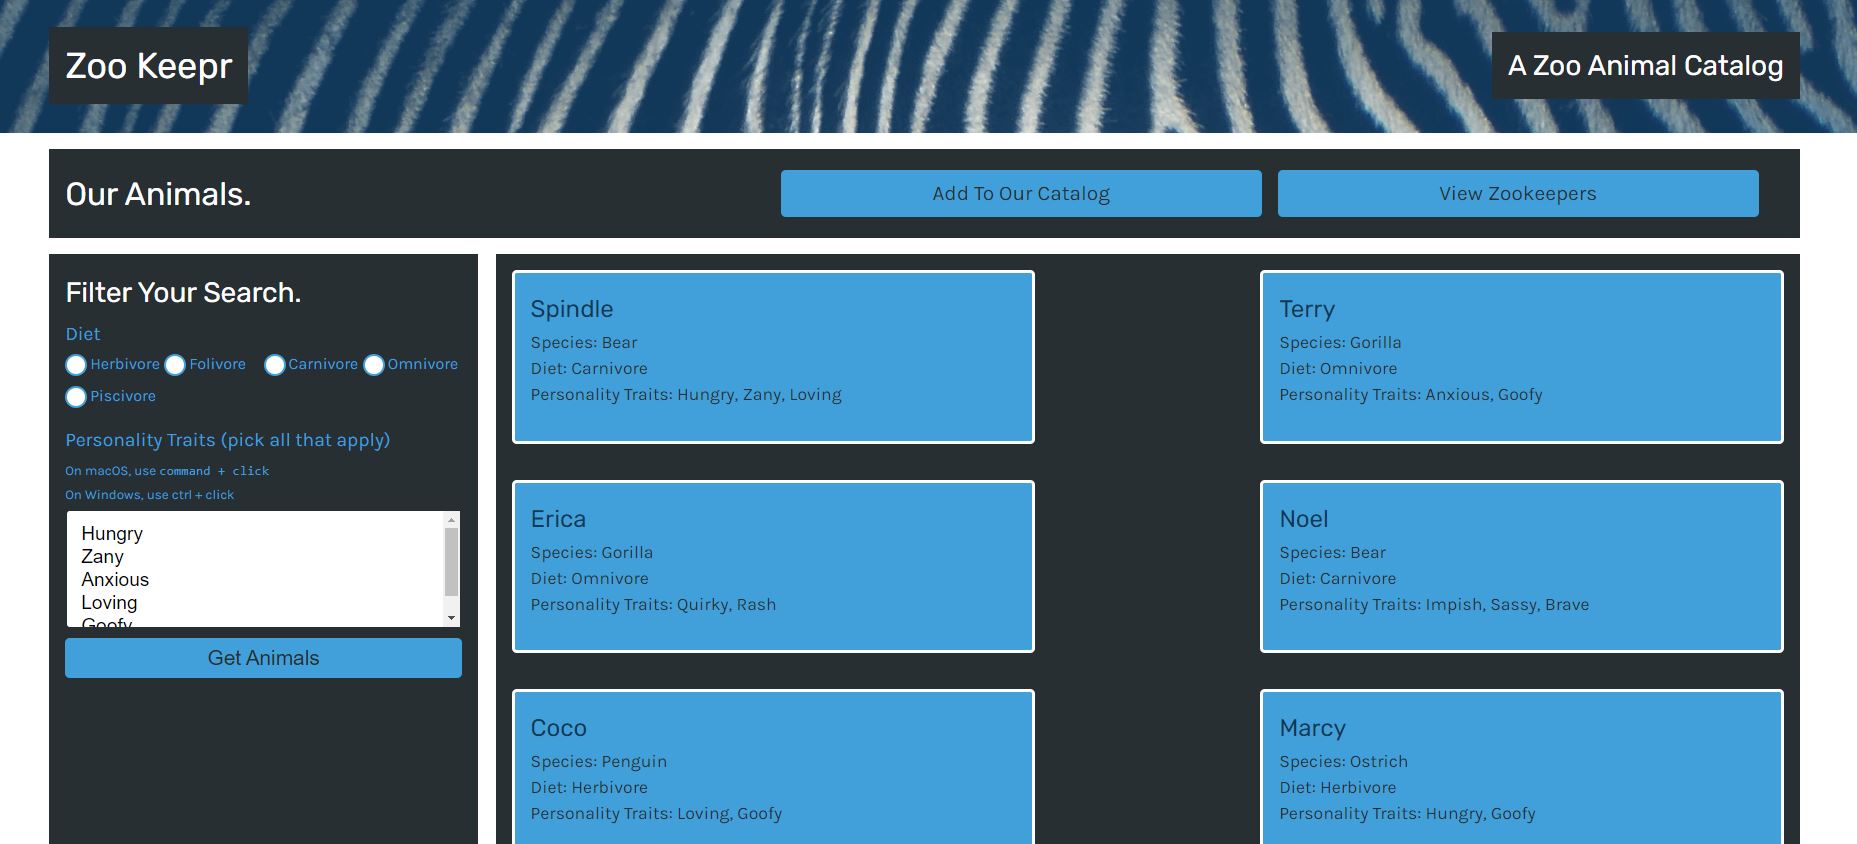 Zoo Keepr
A Zoo Animal Catalog
Our Animals.
Add To Our Catalog
View Zookeepers
Filter Your Search.
Diet
Herbivore Folivore Carnivore Omnivore
Piscivore
Personality Traits (pick all that apply)
On macOS, use command + click
On Windows, use ctrl + click
Hungry
Zany
Anxious
Loving
Goofy
Get Animals
Spindle
Species: Bear
Diet: Carnivore
Personality Traits: Hungry, Zany, Loving
Terry
Species: Gorilla
Diet: Omnivore
Personality Traits: Anxious, Goofy
Erica
Species: Gorilla
Diet: Omnivore
Personality Traits: Quirky, Rash
Noel
Species: Bear
Diet: Carnivore
Personality Traits: Impish, Sassy, Brave
Coco
Species: Penguin
Diet: Herbivore
Personality Traits: Loving, Goofy
Marcy
Species: Ostrich
Diet: Herbivore
Personality Traits: Hungry, Goofy